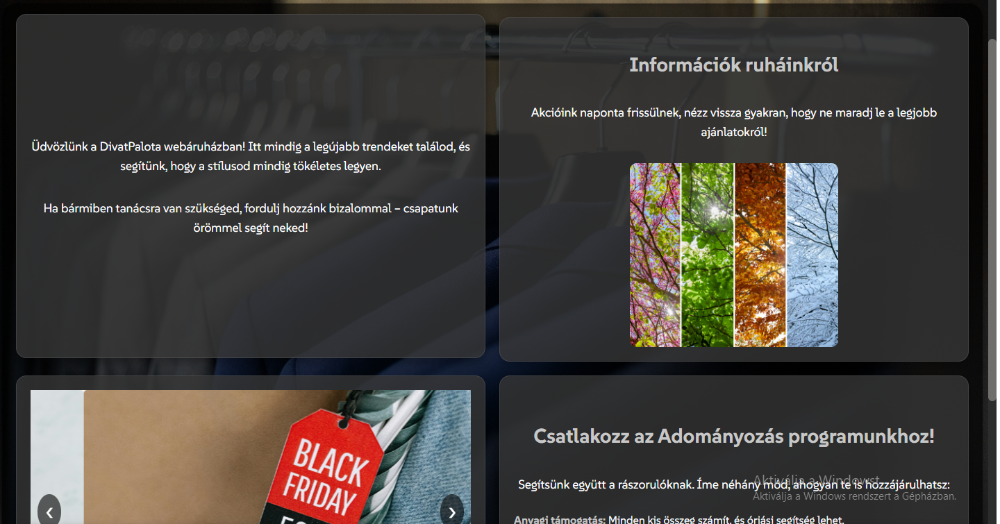 Üdvözlünk a DivatPalota webáruházban! Itt mindig a legújabb trendeket találod, és
segítünk, hogy a stílusod mindig tökéletes legyen.
Ha bármiben tanácsra van szükséged, fordulj hozzánk bizalommal – csapatunk
örömmel segít neked!
Információk ruháinkról
Akcióink naponta frissülnek, nézz vissza gyakran, hogy ne maradj le a legjobb
ajánlatokról!
BLACK
FRIDAY
‹
›
Csatlakozz az Adományozás programunkhoz!
Segítsünk együtt a rászorulóknak. Íme néhány mód, ahogyan te is hozzájárulhatsz:
Anyagi támogatás: Minden kis összeg számít, és óriási segítség lehet.
Aktiválja a Windowst
Aktiválja a Windows rendszert a Gépházban.